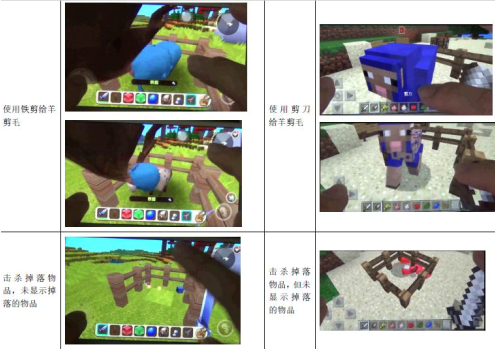 使用铁剪给羊
剪毛
使用剪刀
给羊剪毛
剪刀
击杀掉落物
品，未显示掉
落的物品
击杀掉落
物品，但未
显示掉落
的物品